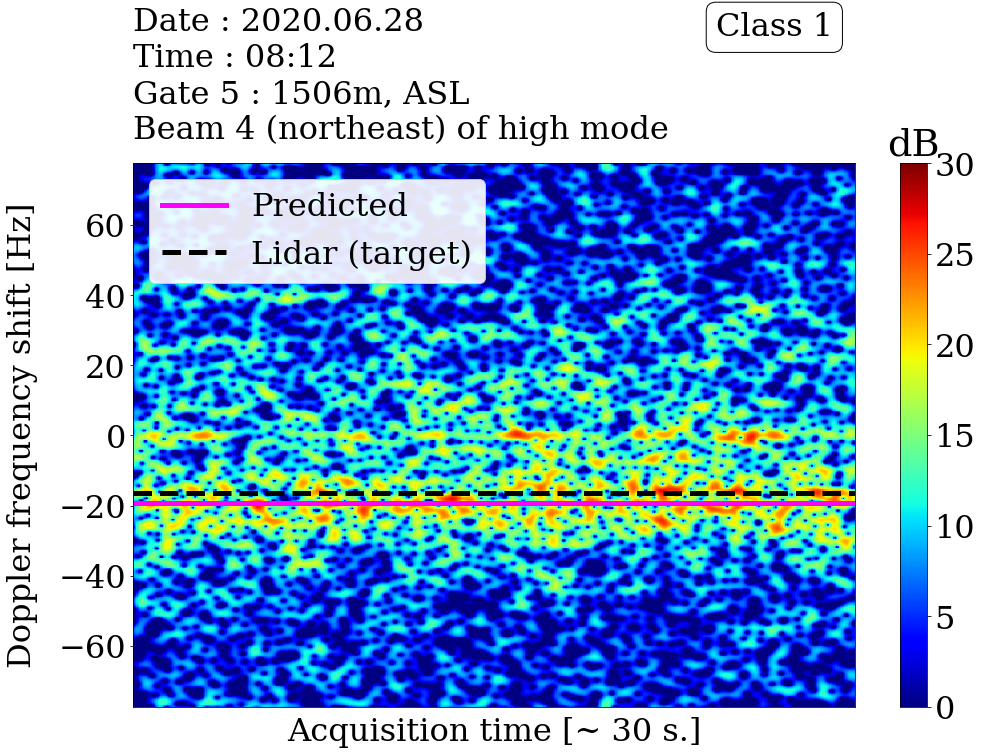 Date : 2020.06.28
Time : 08:12
Gate 5 : 1506m, ASL
Beam 4 (northeast) of high mode
Class 1
dB
Predicted
Lidar (target)
Doppler frequency shift [Hz]
60
40
20
0
−20
−40
−60
30
25
20
15
10
5
0
Acquisition time [~ 30 s.]